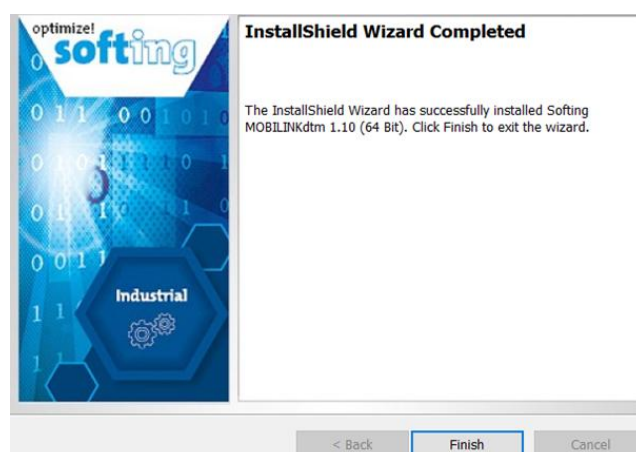 optimize!
softing
InstallShield Wizard Completed
The InstallShield Wizard has successfully installed Softing
MOBILINKdtm 1.10 (64 Bit). Click Finish to exit the wizard.
Industrial
< Back
Finish
Cancel